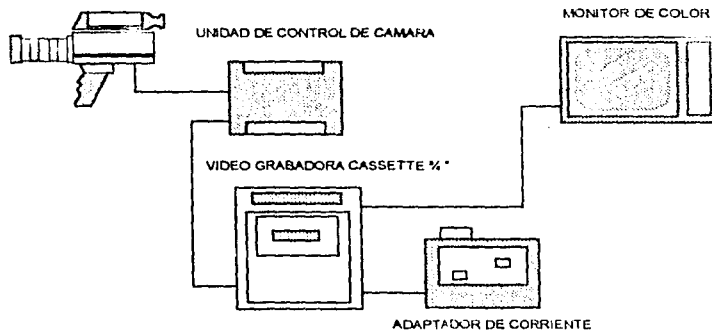 MONITOR DE COLOR
UNIDAD DE CONTROL DE CAMARA
VIDEO GRABADORA CASSETTE ¾ "
ADAPTADOR DE CORRIENTE